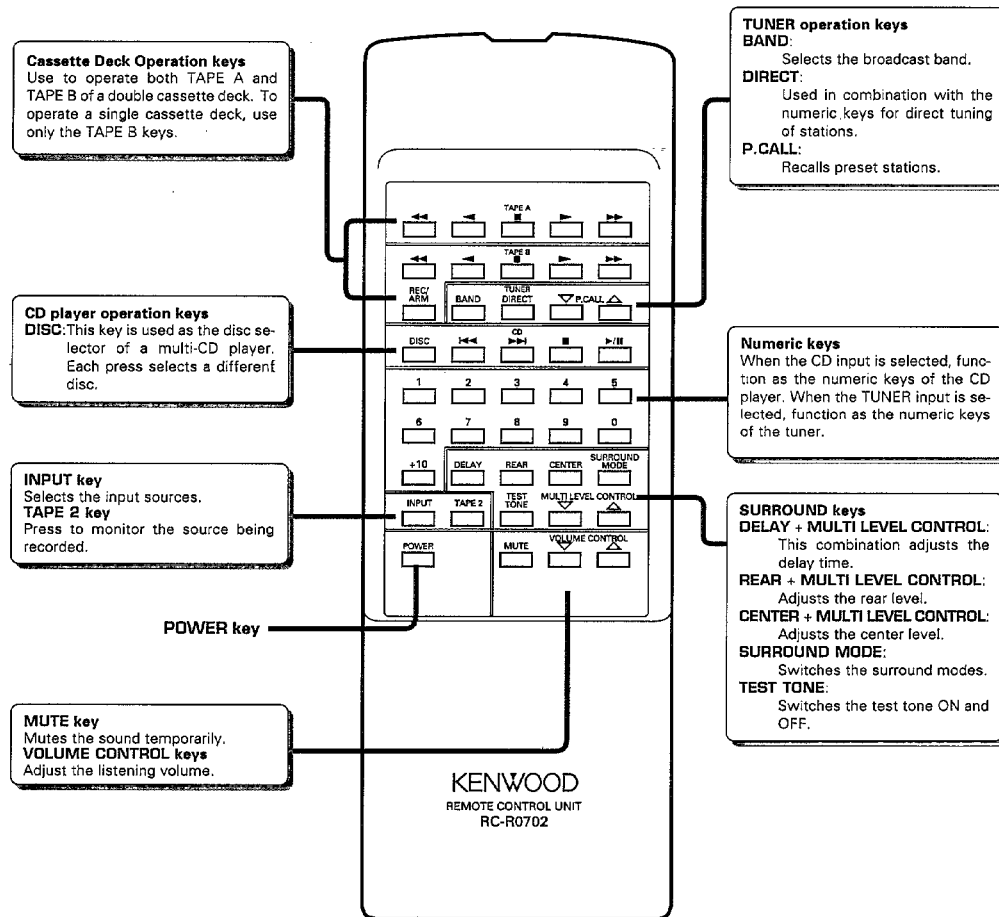 Cassette Deck Operation keys
Use to operate both TAPE A and
TAPE B of a double cassette deck. To
operate a single cassette deck, use
only the TAPE B keys.
CD player operation keys
DISC:This key is used as the disc se-
lector of a multi-CD player.
Each press selects a different
disc.
INPUT key
Selects the input sources.
TAPE 2 key
Press to monitor the source being
recorded.
POWER key
MUTE key
Mutes the sound temporarily.
VOLUME CONTROL keys
Adjust the listening volume.
TAPE A
TAPE B
REC/
ARM
BAND
TUNER
DIRECT
P.CALL
DISC
CD
1 2 3 4 5
6 7 8 9 0
+10 DELAY REAR CENTER SURROUND
MODE
INPUT TAPE 2 TEST
TONE
MULTI LEVEL CONTROL
POWER MUTE VOLUME CONTROL
KENWOOD
REMOTE CONTROL UNIT
RC-R0702
TUNER operation keys
BAND:
Selects the broadcast band.
DIRECT:
Used in combination with the
numeric keys for direct tuning
of stations.
P.CALL:
Recalls preset stations.
Numeric keys
When the CD input is selected, func-
tion as the numeric keys of the CD
player. When the TUNER input is se-
lected, function as the numeric keys
of the tuner.
SURROUND keys
DELAY + MULTI LEVEL CONTROL:
This combination adjusts the
delay time.
REAR + MULTI LEVEL CONTROL:
Adjusts the rear level.
CENTER + MULTI LEVEL CONTROL:
Adjusts the center level.
SURROUND MODE:
Switches the surround modes.
TEST TONE:
Switches the test tone ON and
OFF.